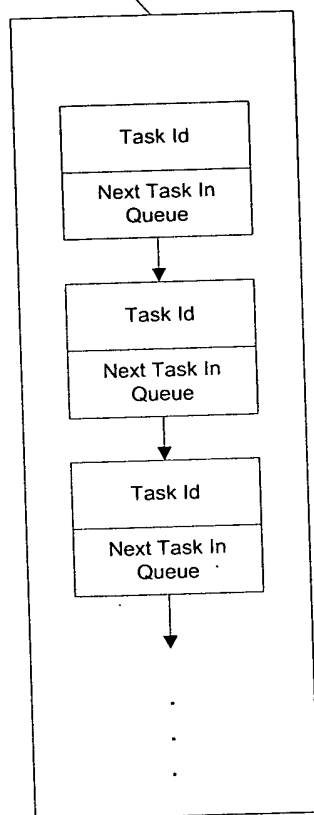 Task Id
Next Task In
Queue
Task Id
Next Task In
Queue
Task Id
Next Task In
Queue
.
.
.